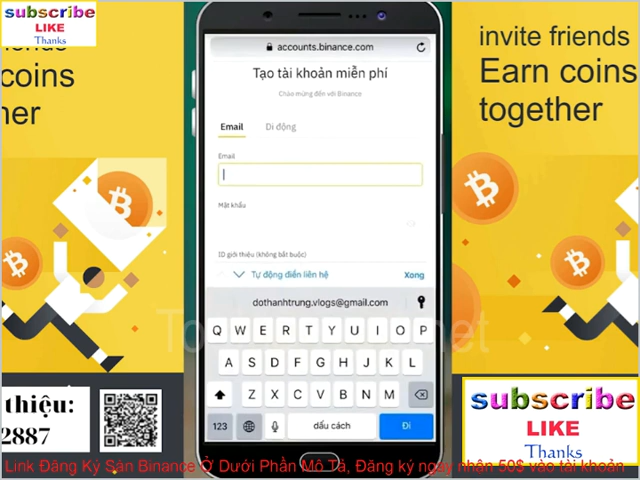 subscribe
LIKE
Thanks
coins
accounts.binance.com
Tạo tài khoản miễn phí
Chào mừng đến với Binance
Email
Di động
Email
Mật khẩu
ID giới thiệu (không bắt buộc)
Tự động điền liên hệ
Xong
dothanhtrung.vlogs@gmail.com
Q W E R T Y U I O P
A S D F G H J K L
Z X C V B N M
123
dấu cách
Đi
invite friends
Earn coins
together
thiệu:
2887
subscribe
LIKE
Thanks
Link Đăng Ký Sàn Binance Ở Dưới Phần Mô Tả, Đăng ký ngay nhận 50$ vào tài khoản